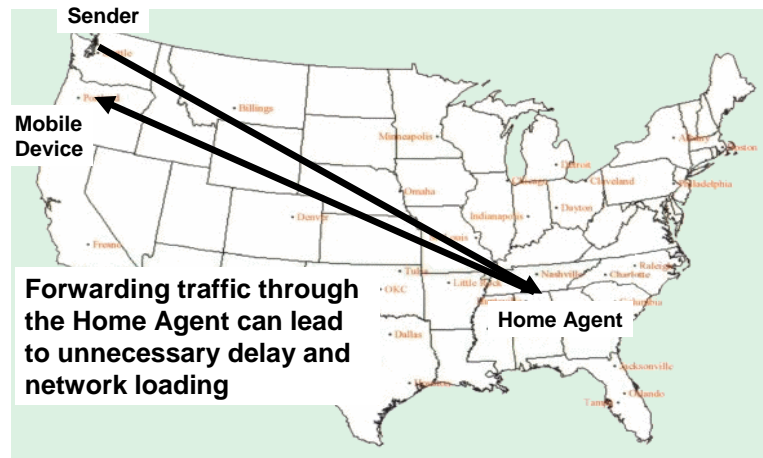 Sender
Billings
Mobile
Device
Minneapolis
Albany
Boston
Detroit
Chicago
Cleveland
Philadelphia
Omaha
Indianapolis
Dayton
Denver
Fresno
Raleigh
Tulsa
Nashville
Charlotte
Forwarding traffic through
the Home Agent can lead
to unnecessary delay and
network loading
OKC
Little Rock
Columbia
Home Agent
Dallas
Jacksonville
Houston
Orlando
Tampa